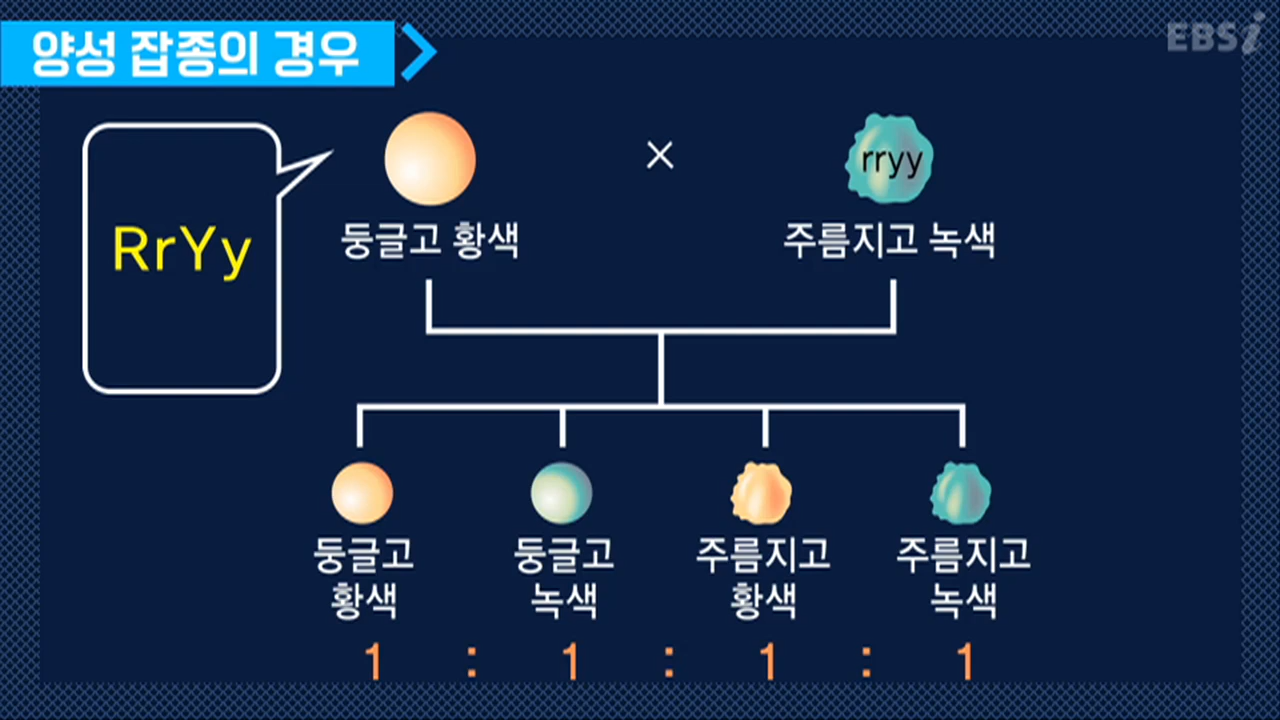 양성 잡종의 경우
EBSi
RrYy
×
rryy
둥글고 황색
주름지고 녹색
둥글고 황색
둥글고 녹색
주름지고 황색
주름지고 녹색
1 : 1 : 1 : 1